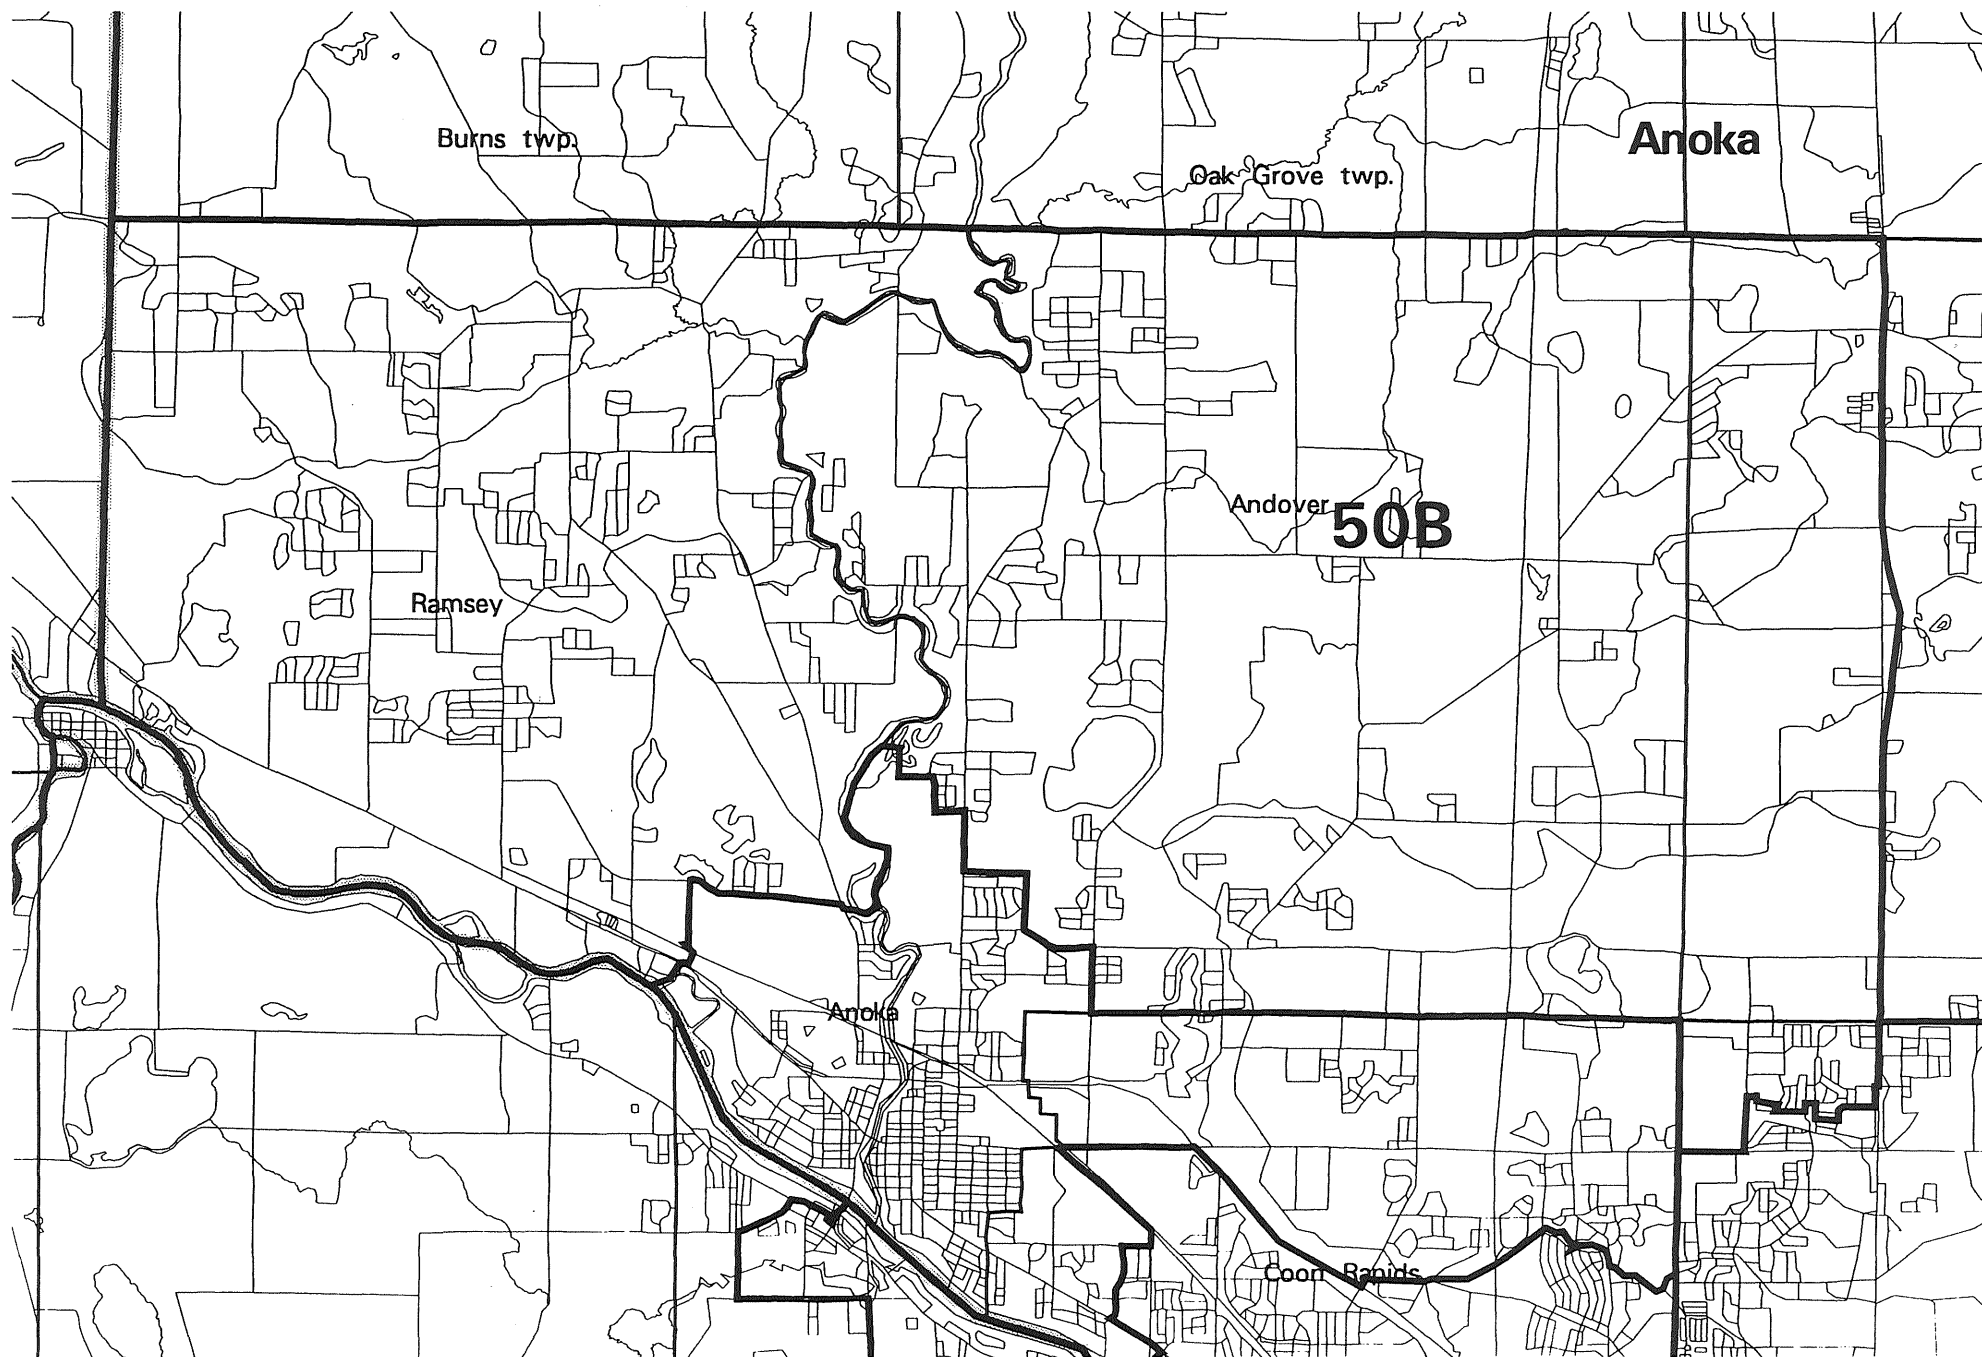 Burns twp.
Anoka
Oak Grove twp.
Andover
50B
Ramsey
Anoka
Coon Rapids